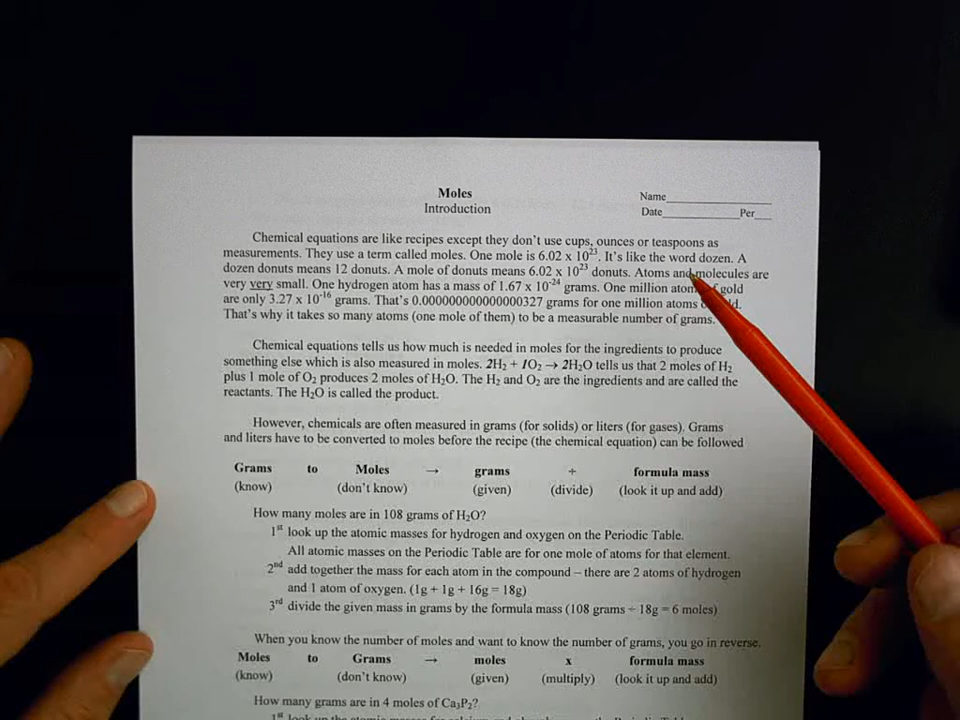 Moles
Name____________
Introduction
Date__________Per__
Chemical equations are like recipes except they don't use cups, ounces or teaspoons as
measurements. They use a term called moles. One mole is 6.02 x 10²³. It's like the word dozen. A
dozen donuts means 12 donuts. A mole of donuts means 6.02 x 10²³ donuts. Atoms and molecules are
very very small. One hydrogen atom has a mass of 1.67 x 10⁻²⁴ grams. One million gold
are only 3.27 x 10⁻¹⁶ grams. That's 0.000000000000000327 grams for one million atoms
That's why it takes so many atoms (one mole of them) to be a measurable number of grams.
Chemical equations tells us how much is needed in moles for the ingredients to produce
something else which is also measured in moles. 2H₂ + 1O₂ → 2H₂O tells us that 2 moles of H₂
plus 1 mole of O₂ produces 2 moles of H₂O. The H₂ and O₂ are the ingredients and are called the
reactants. The H₂O is called the product.
However, chemicals are often measured in grams (for solids) or liters (for gases). Grams
and liters have to be converted to moles before the recipe (the chemical equation) can be followed
Grams to Moles → grams ÷ formula mass
(know) (don't know) (given) (divide) (look it up and add)
How many moles are in 108 grams of H₂O?
1st look up the atomic masses for hydrogen and oxygen on the Periodic Table.
All atomic masses on the Periodic Table are for one mole of atoms for that element.
2nd add together the mass for each atom in the compound – there are 2 atoms of hydrogen
and 1 atom of oxygen. (1g + 1g + 16g = 18g)
3rd divide the given mass in grams by the formula mass (108 grams ÷ 18g = 6 moles)
When you know the number of moles and want to know the number of grams, you go in reverse.
Moles to Grams → moles x formula mass
(know) (don't know) (given) (multiply) (look it up and add)
How many grams are in 4 moles of Ca₃P₂?